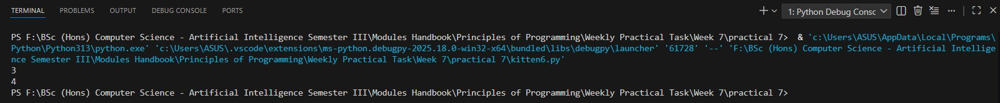 TERMINAL PROBLEMS OUTPUT DEBUG CONSOLE PORTS 1: Python Debug Consc
PS F:\BSc (Hons) Computer Science - Artificial Intelligence Semester III\Modules Handbook\Principles of Programming\Weekly Practical Task\Week 7\practical 7>  & 'c:\Users\ASUS\AppData\Local\Programs\
Python\Python313\python.exe' 'c:\Users\ASUS\.vscode\extensions\ms-python.debugpy-2025.18.0-win32-x64\bundled\libs\debugpy\launcher' '61728' '--' 'F:\BSc (Hons) Computer Science - Artificial Intellige
nce Semester III\Modules Handbook\Principles of Programming\Weekly Practical Task\Week 7\practical 7\kitten6.py'
3
4
PS F:\BSc (Hons) Computer Science - Artificial Intelligence Semester III\Modules Handbook\Principles of Programming\Weekly Practical Task\Week 7\practical 7>